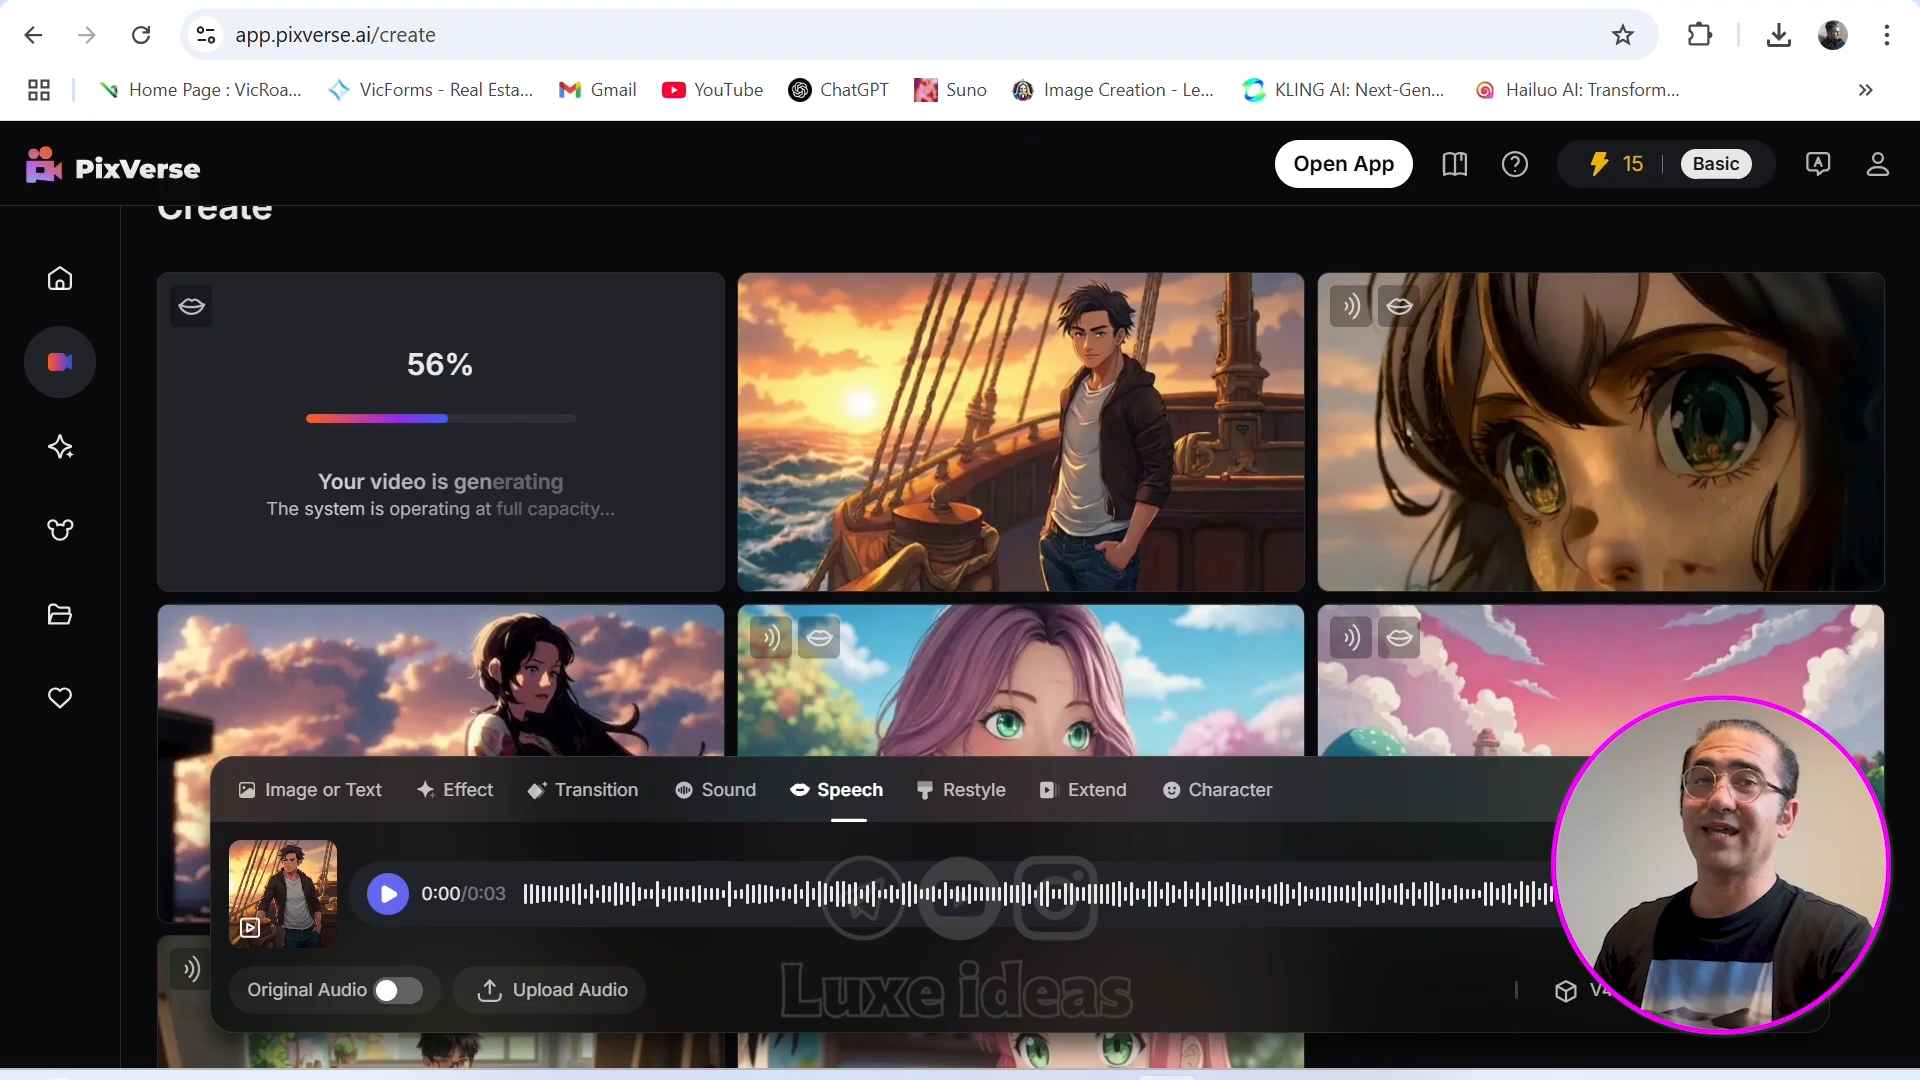 app.pixverse.ai/create
Home Page : VicRoa...
VicForms - Real Esta...
Gmail
YouTube
ChatGPT
Suno
Image Creation - Le...
KLING AI: Next-Gen...
Hailuo AI: Transform...
PixVerse
Open App
15
Basic
Create
56%
Your video is generating
The system is operating at full capacity...
Image or Text
Effect
Transition
Sound
Speech
Restyle
Extend
Character
0:00/0:03
Original Audio
Upload Audio
Luxe ideas